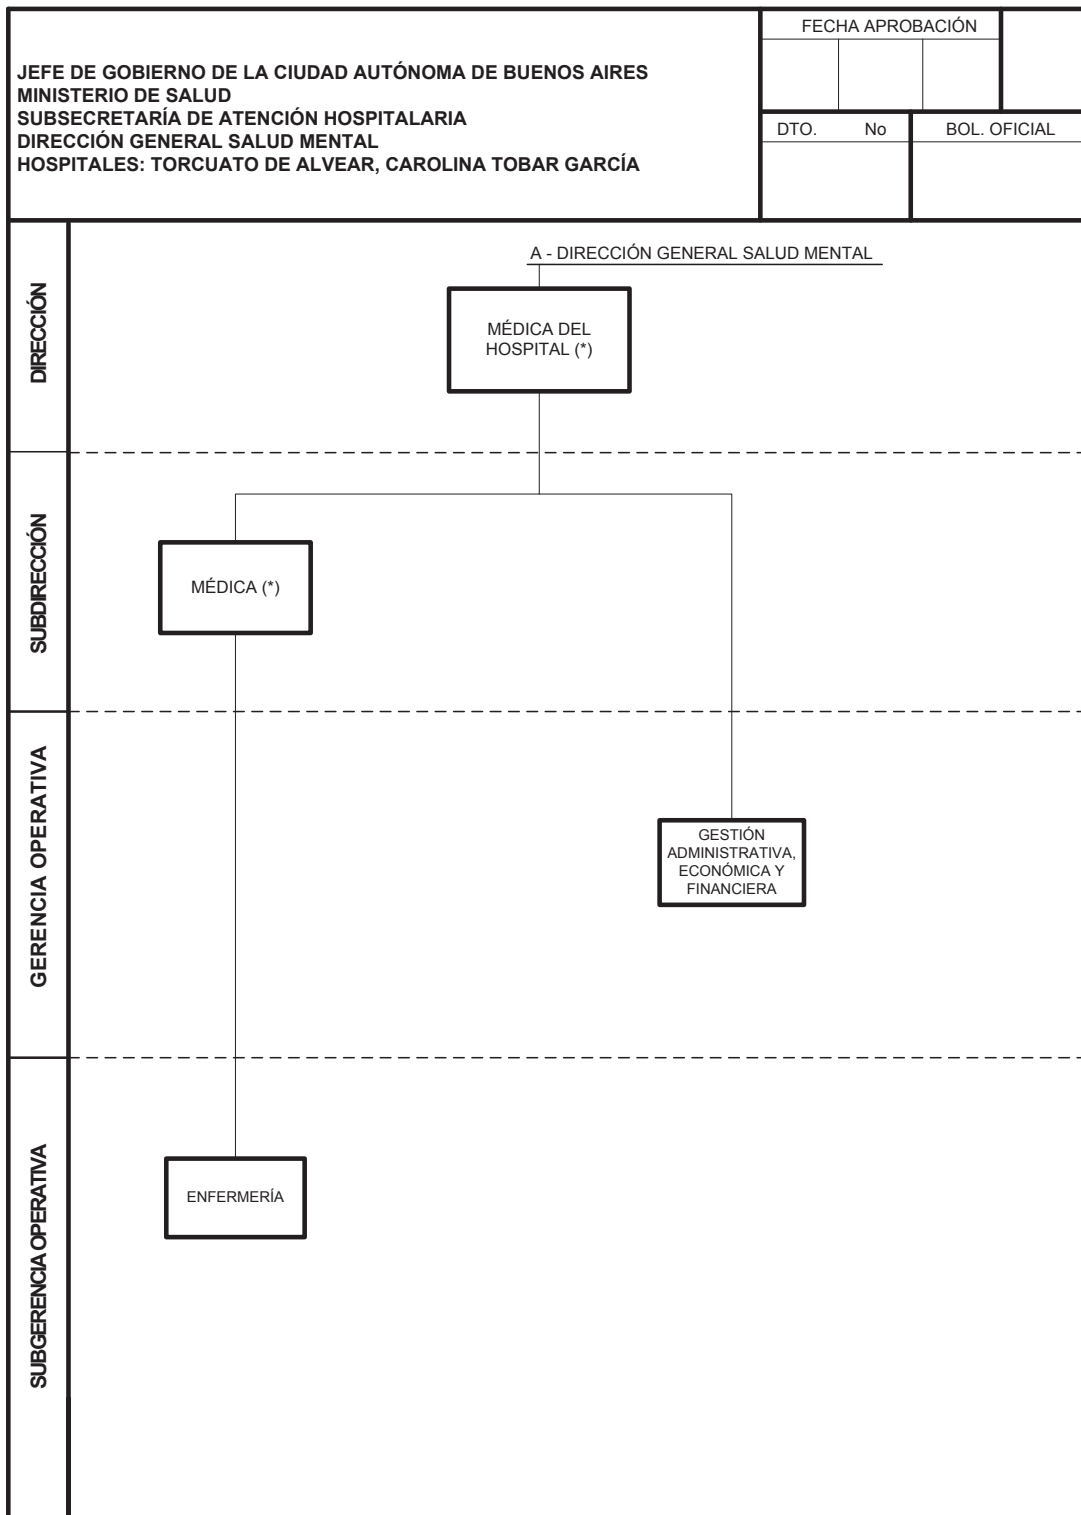 JEFE DE GOBIERNO DE LA CIUDAD AUTÓNOMA DE BUENOS AIRES
MINISTERIO DE SALUD
SUBSECRETARÍA DE ATENCIÓN HOSPITALARIA
DIRECCIÓN GENERAL SALUD MENTAL
HOSPITALES: TORCUATO DE ALVEAR, CAROLINA TOBAR GARCÍA
FECHA APROBACIÓN
DTO. No
BOL. OFICIAL
DIRECCIÓN
A - DIRECCIÓN GENERAL SALUD MENTAL
MÉDICA DEL
HOSPITAL (*)
SUBDIRECCIÓN
MÉDICA (*)
GERENCIA OPERATIVA
GESTIÓN
ADMINISTRATIVA,
ECONÓMICA Y
FINANCIERA
SUBGERENCIA OPERATIVA
ENFERMERÍA